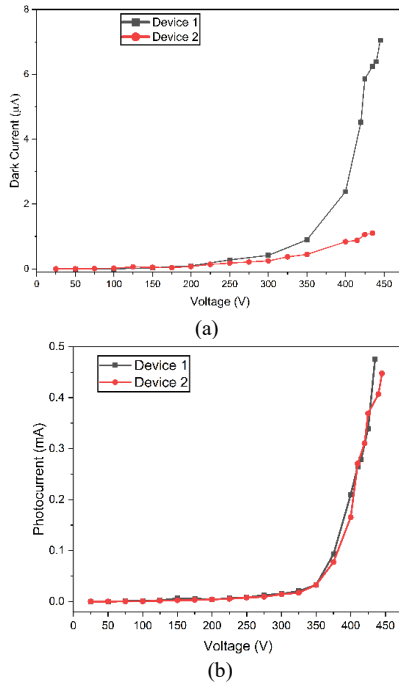 Device 1
Device 2
8
6
4
2
0
Dark Current (μA)
0 50 100 150 200 250 300 350 400 450
Voltage (V)
(a)
Device 1
Device 2
0.5
0.4
0.3
0.2
0.1
0.0
Photocurrent (mA)
0 50 100 150 200 250 300 350 400 450
Voltage (V)
(b)